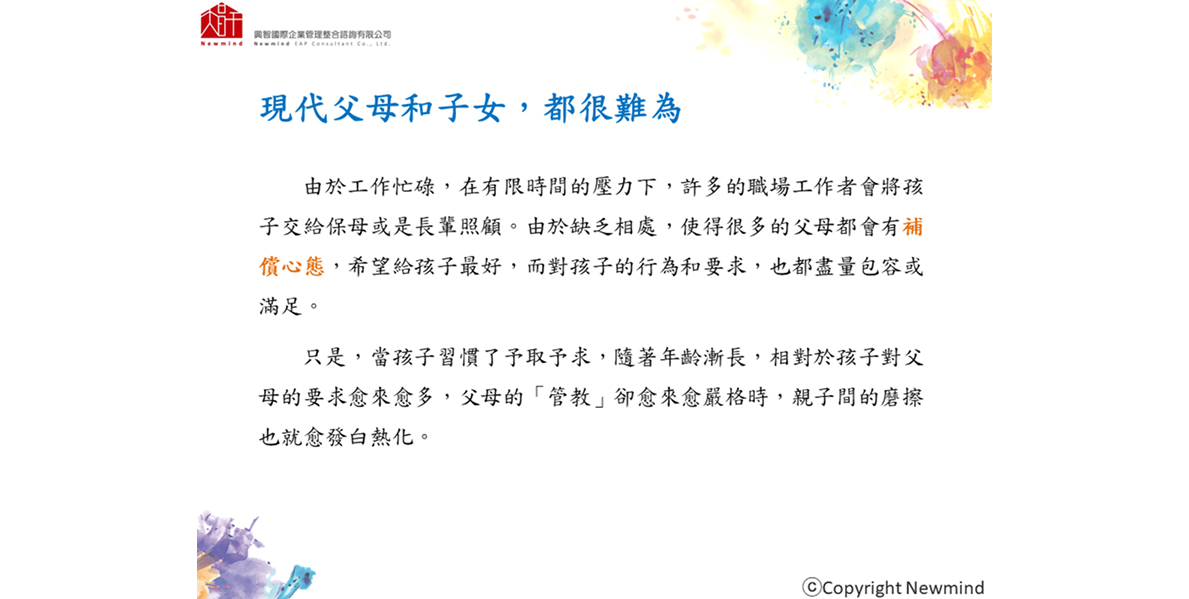 興智國際企業管理整合諮詢有限公司
Newmind
Newmind EAP Consultant Co., Ltd.
現代父母和子女，都很難為
由於工作忙碌，在有限時間的壓力下，許多的職場工作者會將孩
子交給保母或是長輩照顧。由於缺乏相處，使得很多的父母都會有補
償心態，希望給孩子最好，而對孩子的行為和要求，也都盡量包容或
滿足。
只是，當孩子習慣了予取予求，隨著年齡漸長，相對於孩子對父
母的要求愈來愈多，父母的「管教」卻愈來愈嚴格時，親子間的磨擦
也就愈發白熱化。
ⓒCopyright Newmind